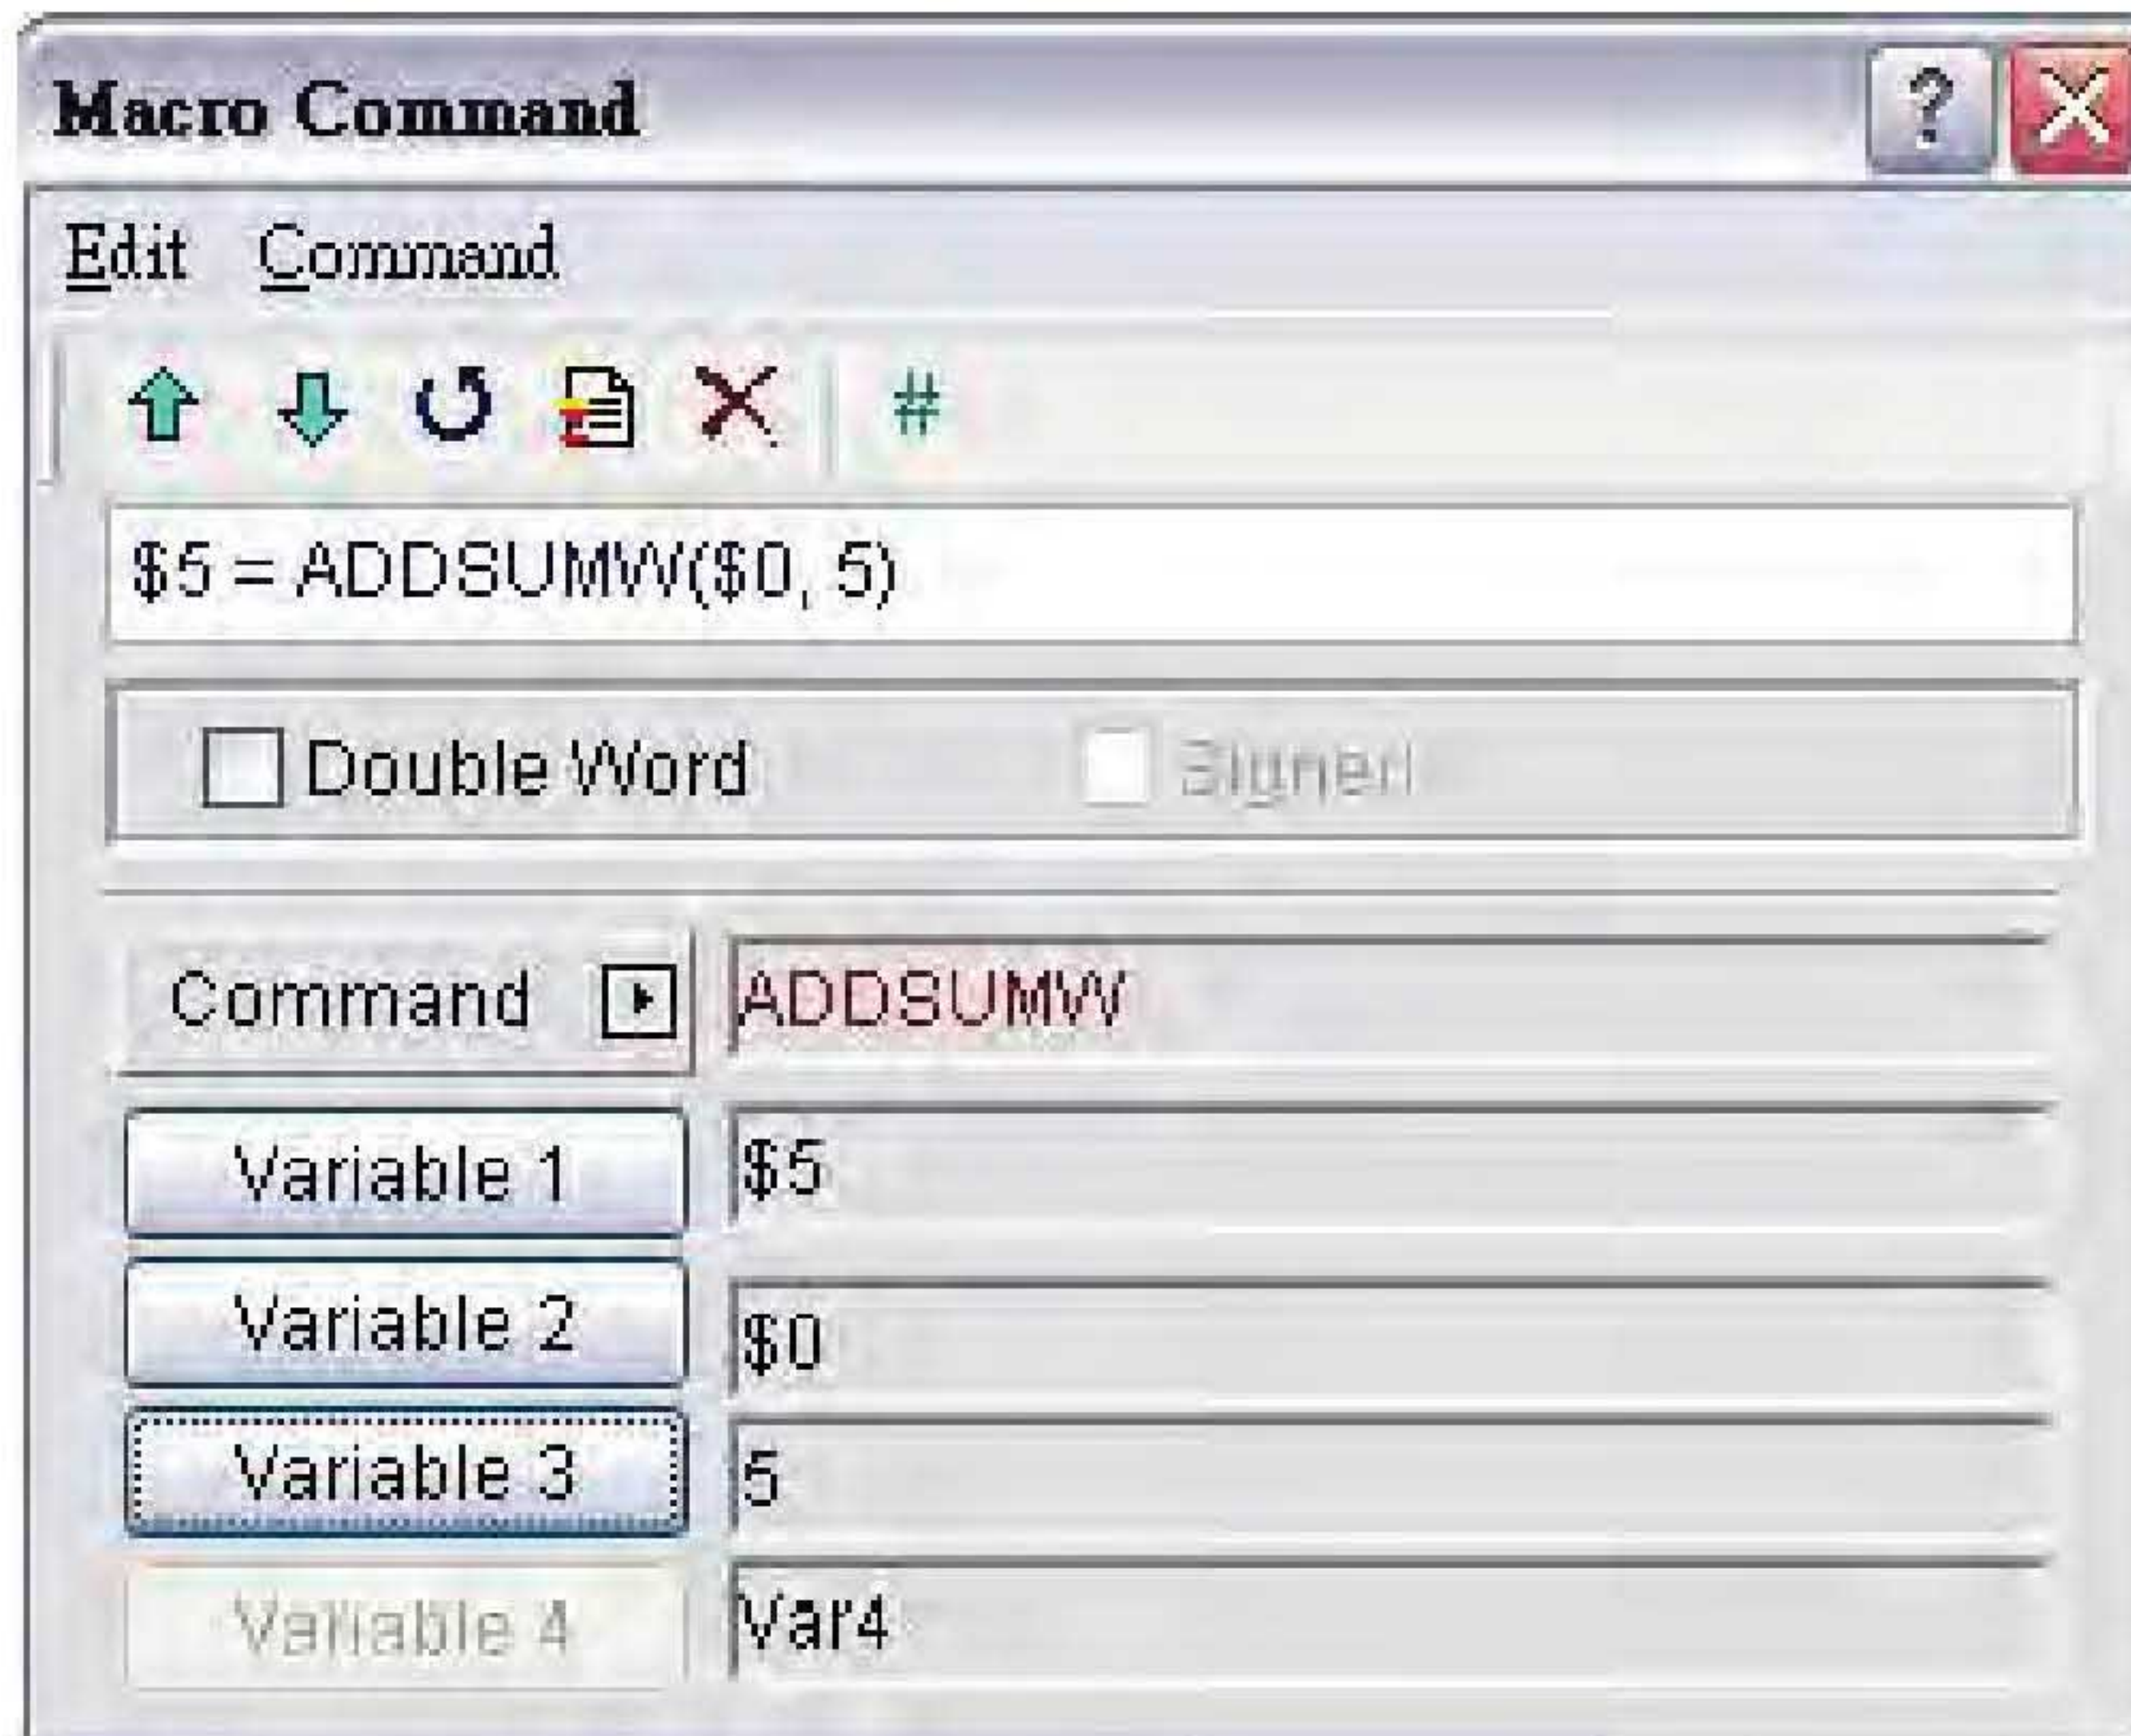 Macro Command
?
Edit Command
#
$5 = ADDSUMW($0, 5)
Double Word Signed
Command ADDSUMW
Variable 1 $5
Variable 2 $0
Variable 3 5
Variable 4 Var4